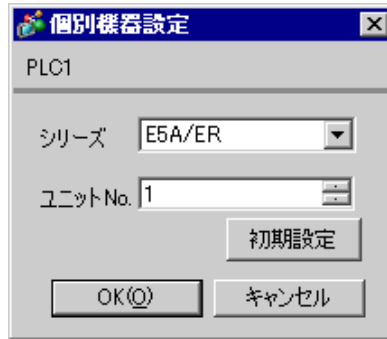 個別機器設定
PLC1
シリーズ E5A/ER
ユニットNo. 1
初期設定
OK(O) キャンセル